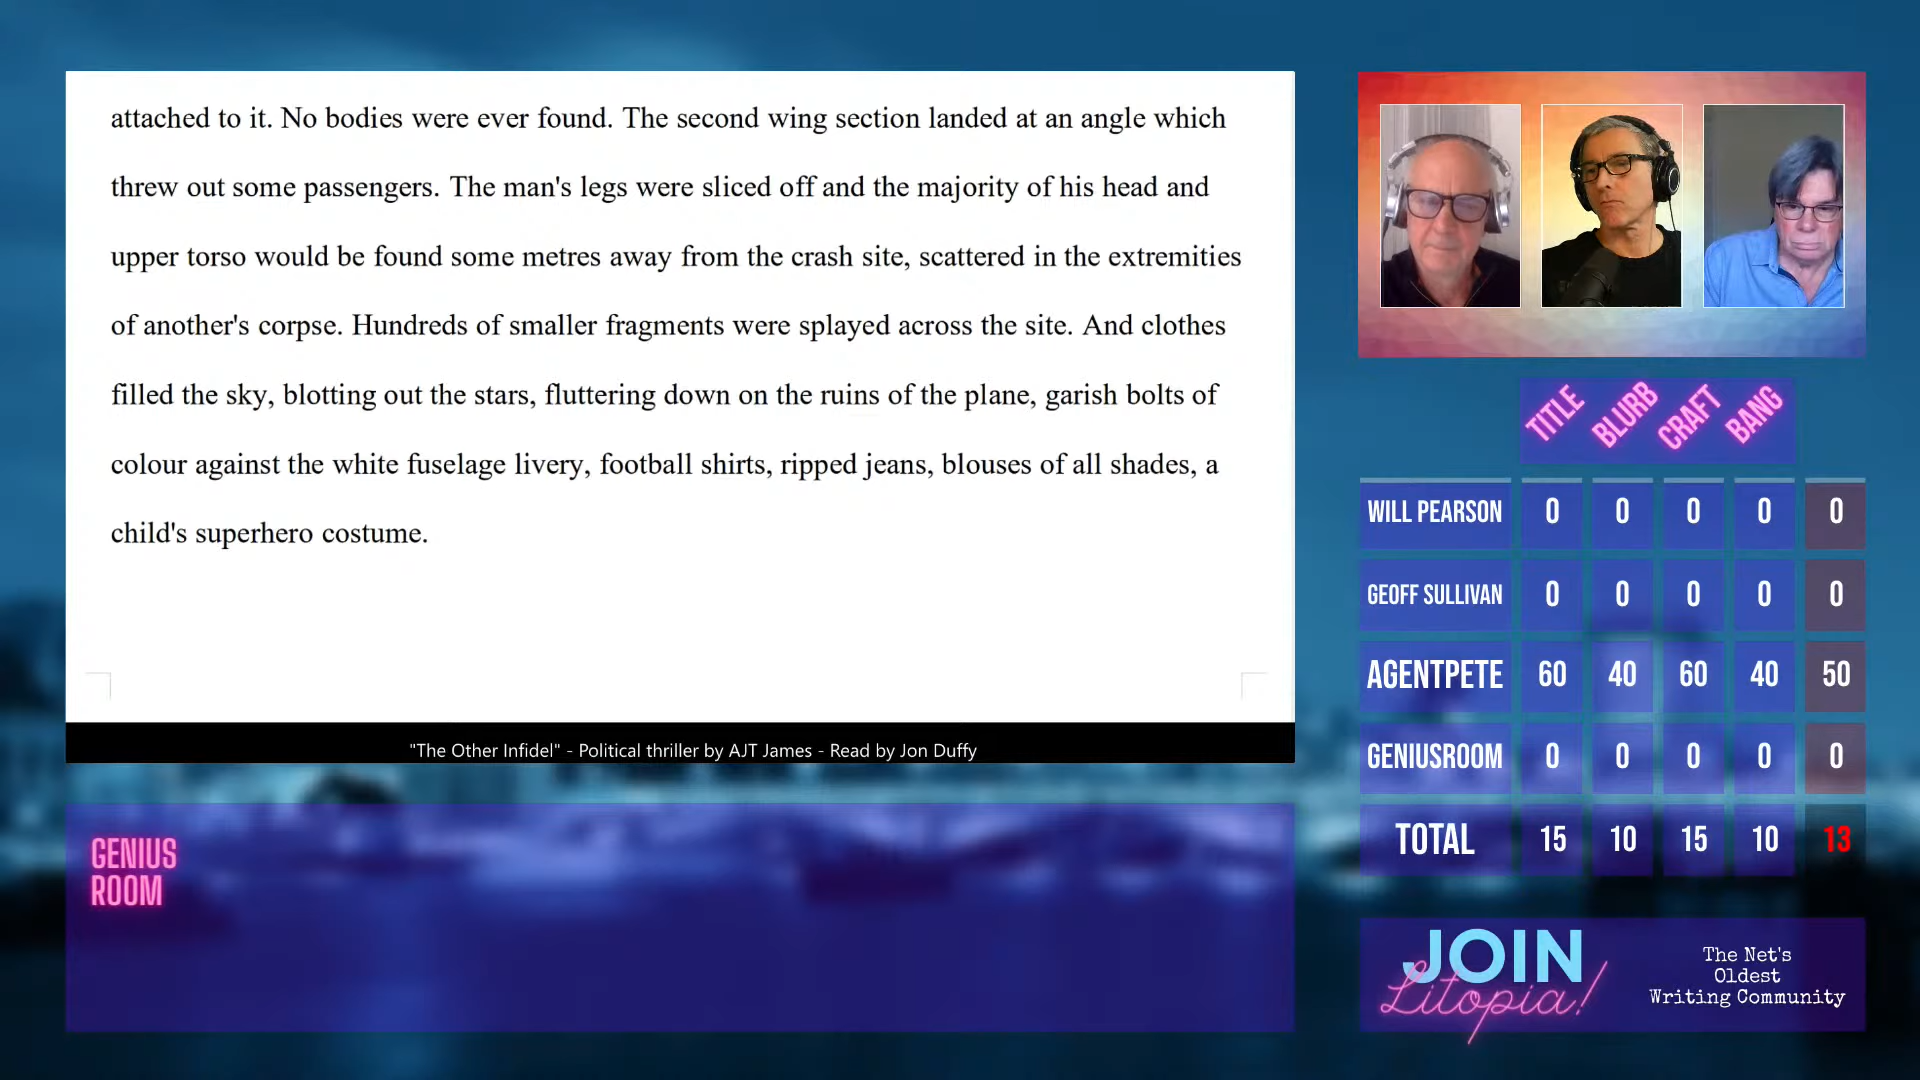 attached to it. No bodies were ever found. The second wing section landed at an angle which
threw out some passengers. The man's legs were sliced off and the majority of his head and
upper torso would be found some metres away from the crash site, scattered in the extremities
of another's corpse. Hundreds of smaller fragments were splayed across the site. And clothes
filled the sky, blotting out the stars, fluttering down on the ruins of the plane, garish bolts of
colour against the white fuselage livery, football shirts, ripped jeans, blouses of all shades, a
child's superhero costume.
"The Other Infidel" - Political thriller by AJT James - Read by Jon Duffy
GENIUS
ROOM
TITLE BLURB CRAFT BANG
WILL PEARSON 0 0 0 0 0
GEOFF SULLIVAN 0 0 0 0 0
AGENTPETE 60 40 60 40 50
GENIUSROOM 0 0 0 0 0
TOTAL 15 10 15 10 13
JOIN
Litopia!
The Net's
Oldest
Writing Community